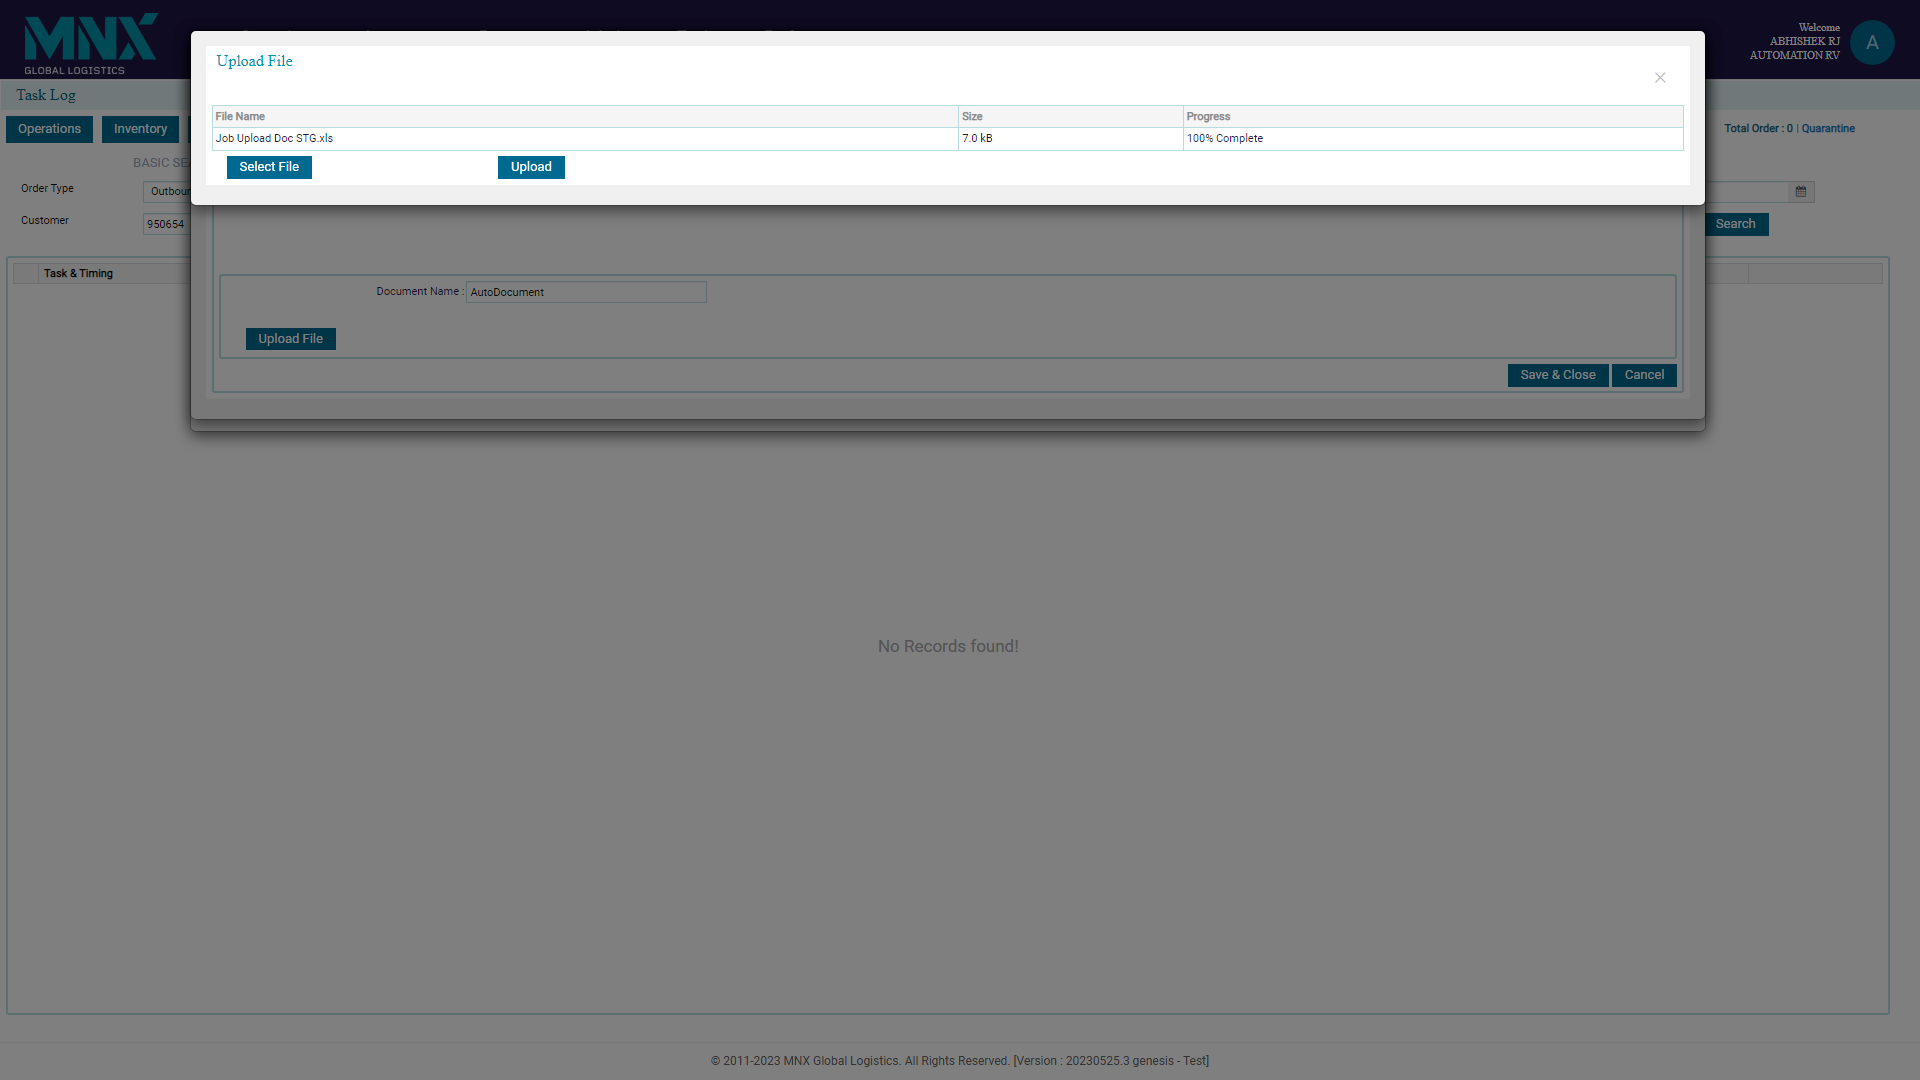 MNX
GLOBAL LOGISTICS
Welcome
ABHISHEK RJ
AUTOMATION RV
A
Upload File
×
File Name Size Progress
Job Upload Doc STG.xls 7.0 kB 100% Complete
Select File Upload
Task Log
Operations Inventory
Total Order : 0 | Quarantine
BASIC SE
Order Type Outboun
Customer 950654
Search
Task & Timing
Document Name : AutoDocument
Upload File
Save & Close Cancel
No Records found!
© 2011-2023 MNX Global Logistics. All Rights Reserved. [Version : 20230525.3 genesis - Test]